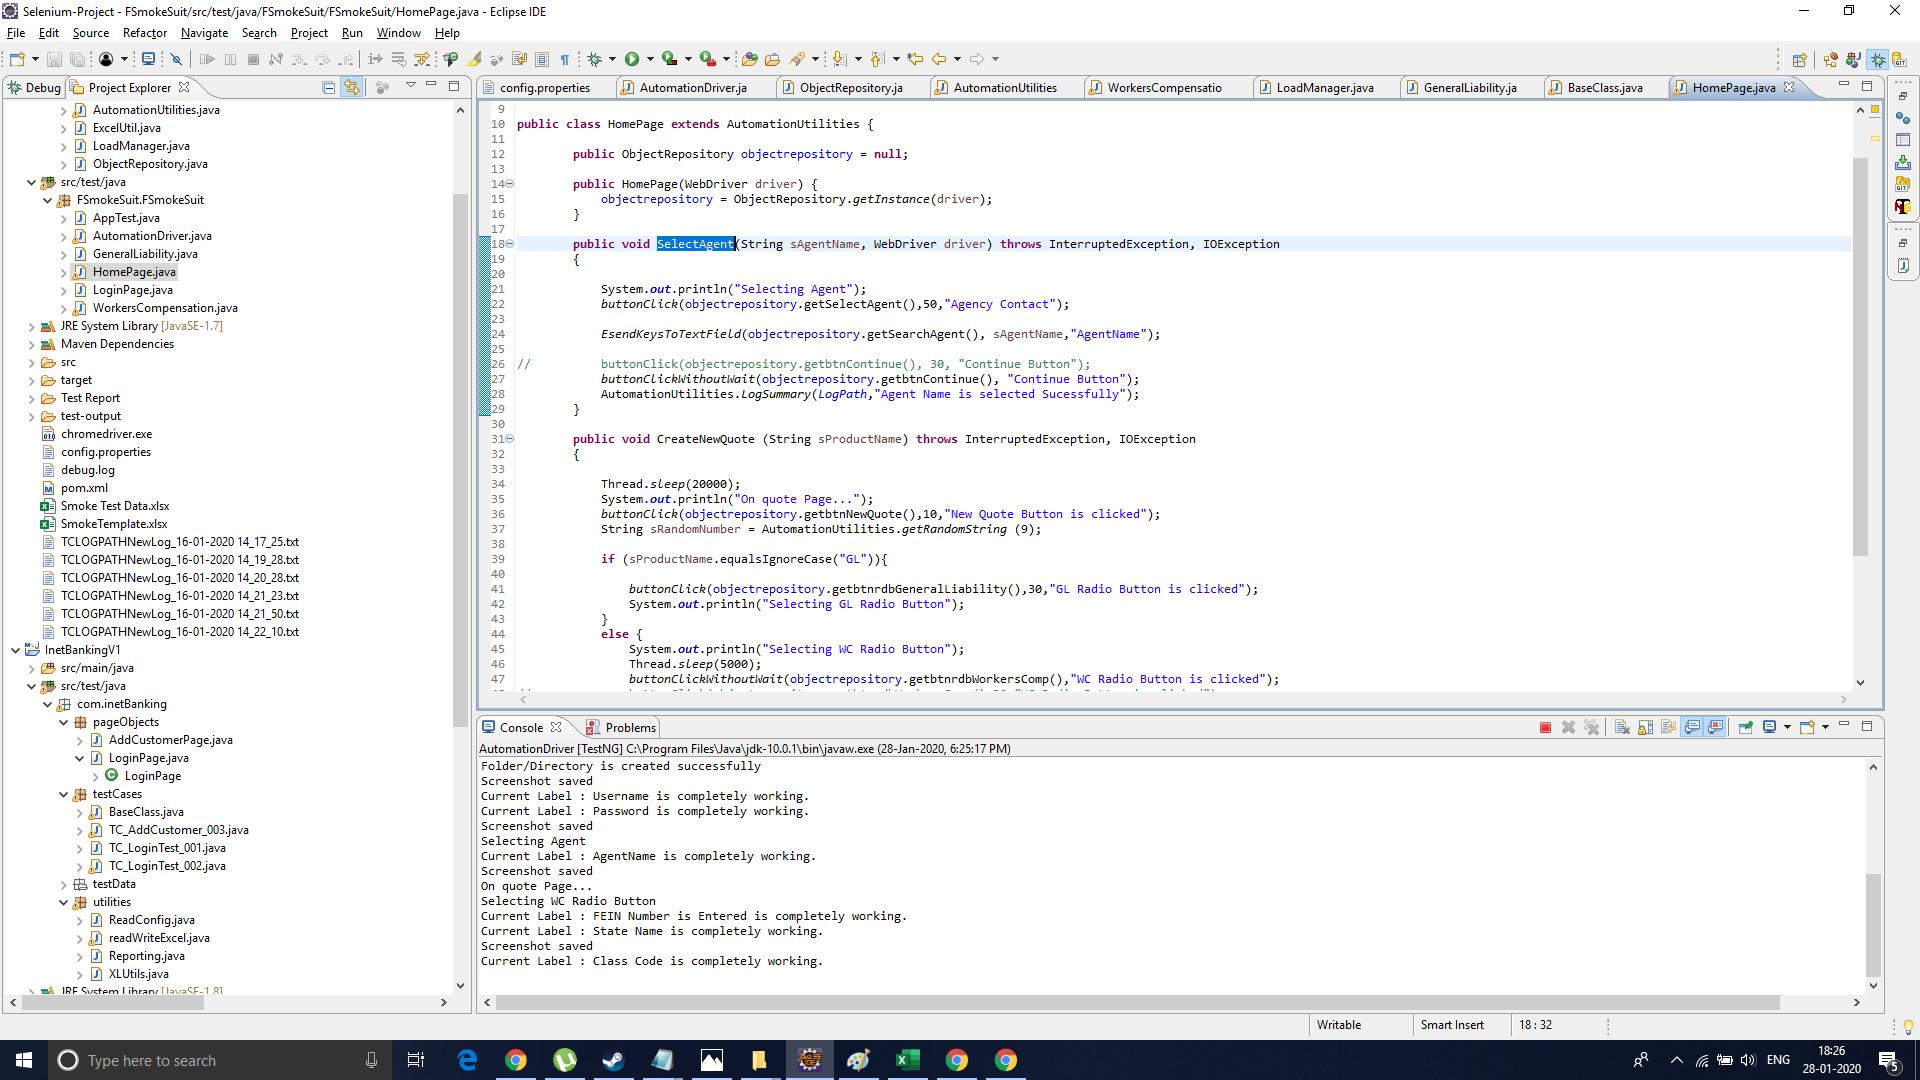 Selenium-Project - FSmokeSuit/src/test/java/FSmokeSuit/FSmokeSuit/HomePage.java - Eclipse IDE
File Edit Source Refactor Navigate Search Project Run Window Help
Debug Project Explorer
AutomationUtilities.java
ExcelUtil.java
LoadManager.java
ObjectRepository.java
src/test/java
FSmokeSuit.FSmokeSuit
AppTest.java
AutomationDriver.java
GeneralLiability.java
HomePage.java
LoginPage.java
WorkersCompensation.java
JRE System Library [JavaSE-1.7]
Maven Dependencies
src
target
Test Report
test-output
chromedriver.exe
config.properties
debug.log
pom.xml
Smoke Test Data.xlsx
SmokeTemplate.xlsx
TCLOGPATHNewLog_16-01-2020 14_17_25.txt
TCLOGPATHNewLog_16-01-2020 14_19_28.txt
TCLOGPATHNewLog_16-01-2020 14_20_28.txt
TCLOGPATHNewLog_16-01-2020 14_21_23.txt
TCLOGPATHNewLog_16-01-2020 14_21_50.txt
TCLOGPATHNewLog_16-01-2020 14_22_10.txt
InetBankingV1
src/main/java
src/test/java
com.inetBanking
pageObjects
AddCustomerPage.java
LoginPage.java
LoginPage
testCases
BaseClass.java
TC_AddCustomer_003.java
TC_LoginTest_001.java
TC_LoginTest_002.java
testData
utilities
ReadConfig.java
readWriteExcel.java
Reporting.java
XLUtils.java
JRE System Library [JavaSE-1.8]
config.properties AutomationDriver.ja ObjectRepository.ja AutomationUtilities WorkersCompensatio LoadManager.java GeneralLiability.ja BaseClass.java HomePage.java
9
10 public class HomePage extends AutomationUtilities {
11
12 public ObjectRepository objectrepository = null;
13
14 public HomePage(WebDriver driver) {
15 objectrepository = ObjectRepository.getInstance(driver);
16 }
17
18 public void SelectAgent(String sAgentName, WebDriver driver) throws InterruptedException, IOException
19 {
20
21 System.out.println("Selecting Agent");
22 buttonClick(objectrepository.getSelectAgent(),50,"Agency Contact");
23
24 EsendKeysToTextField(objectrepository.getSearchAgent(), sAgentName,"AgentName");
25
26 // buttonClick(objectrepository.getbtnContinue(), 30, "Continue Button");
27 buttonClickWithoutWait(objectrepository.getbtnContinue(), "Continue Button");
28 AutomationUtilities.LogSummary(LogPath,"Agent Name is selected Sucessfully");
29 }
30
31 public void CreateNewQuote (String sProductName) throws InterruptedException, IOException
32 {
33
34 Thread.sleep(20000);
35 System.out.println("On quote Page...");
36 buttonClick(objectrepository.getbtnNewQuote(),10,"New Quote Button is clicked");
37 String sRandomNumber = AutomationUtilities.getRandomString (9);
38
39 if (sProductName.equalsIgnoreCase("GL")){
40
41 buttonClick(objectrepository.getbtnrdbGeneralLiability(),30,"GL Radio Button is clicked");
42 System.out.println("Selecting GL Radio Button");
43 }
44 else {
45 System.out.println("Selecting WC Radio Button");
46 Thread.sleep(5000);
47 buttonClickWithoutWait(objectrepository.getbtnrdbWorkersComp(),"WC Radio Button is clicked");
Console Problems
AutomationDriver [TestNG] C:\Program Files\Java\jdk-10.0.1\bin\javaw.exe (28-Jan-2020, 6:25:17 PM)
Folder/Directory is created successfully
Screenshot saved
Current Label : Username is completely working.
Current Label : Password is completely working.
Screenshot saved
Selecting Agent
Current Label : AgentName is completely working.
Screenshot saved
On quote Page...
Selecting WC Radio Button
Current Label : FEIN Number is Entered is completely working.
Current Label : State Name is completely working.
Screenshot saved
Current Label : Class Code is completely working.
Writable Smart Insert 18 : 32
Type here to search
ENG
18:26
28-01-2020
5